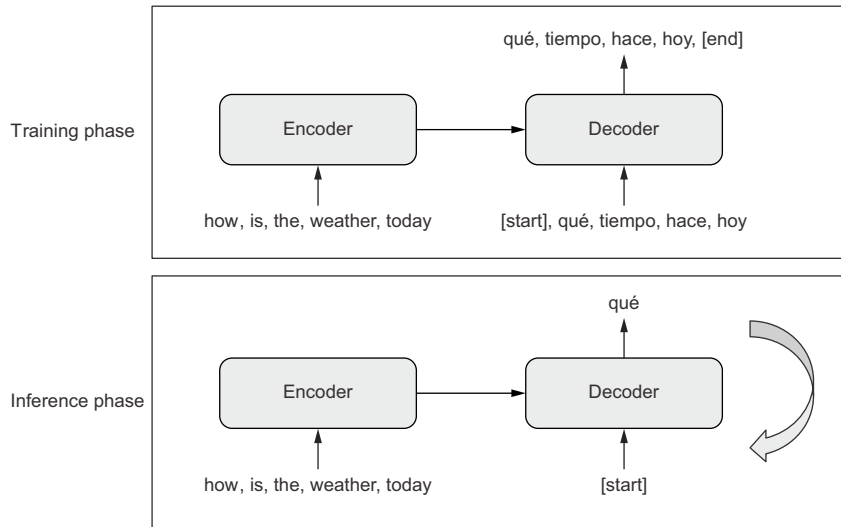 qué, tiempo, hace, hoy, [end]
Training phase
Encoder
Decoder
how, is, the, weather, today
[start], qué, tiempo, hace, hoy
qué
Inference phase
Encoder
Decoder
how, is, the, weather, today
[start]